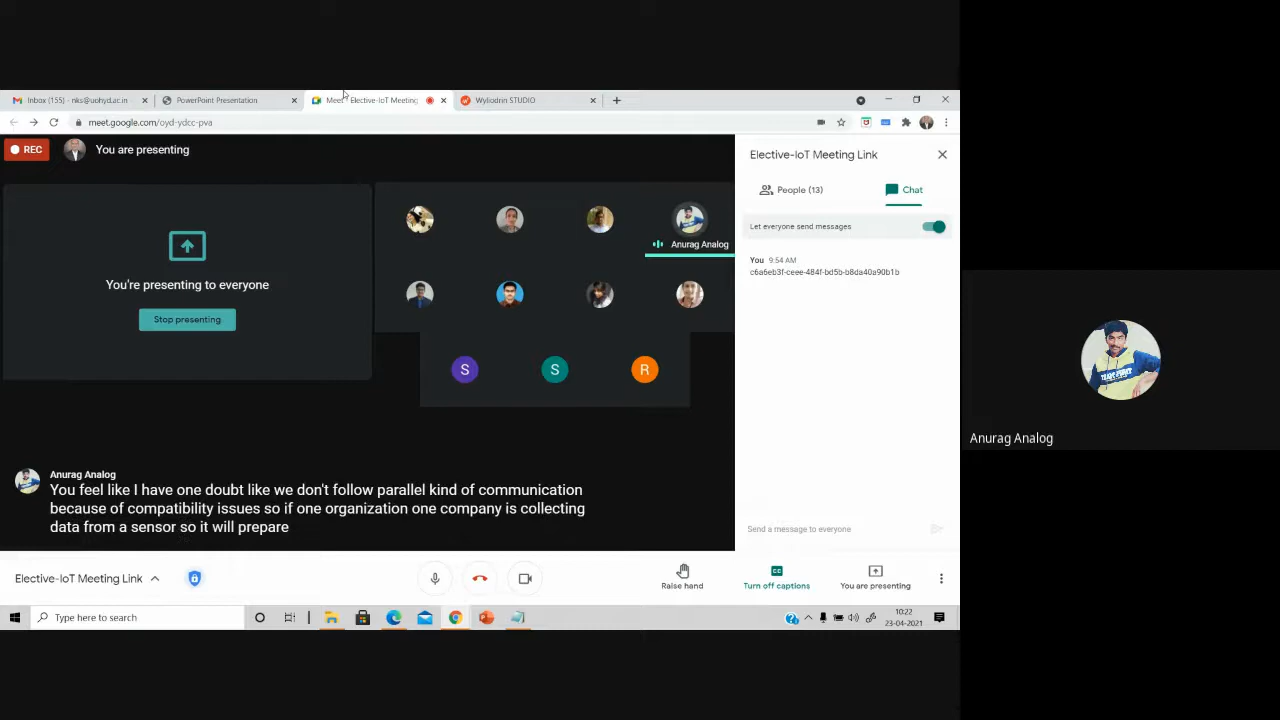 Inbox (155) - nks@uohyd.ac.in
PowerPoint Presentation
Meet - Elective-IoT Meeting
Wyliodrin STUDIO
meet.google.com/oyd-ydcc-pva
REC
You are presenting
Elective-IoT Meeting Link
People (13)
Chat
Let everyone send messages
You 9:54 AM
c6a6eb3f-ceee-484f-bd5b-b8da40a90b1b
Anurag Analog
You're presenting to everyone
Stop presenting
S
S
R
Anurag Analog
Anurag Analog
You feel like I have one doubt like we don't follow parallel kind of communication
because of compatibility issues so if one organization one company is collecting
data from a sensor so it will prepare
Send a message to everyone
Elective-IoT Meeting Link
Raise hand
CC
Turn off captions
You are presenting
Type here to search
10:22
23-04-2021